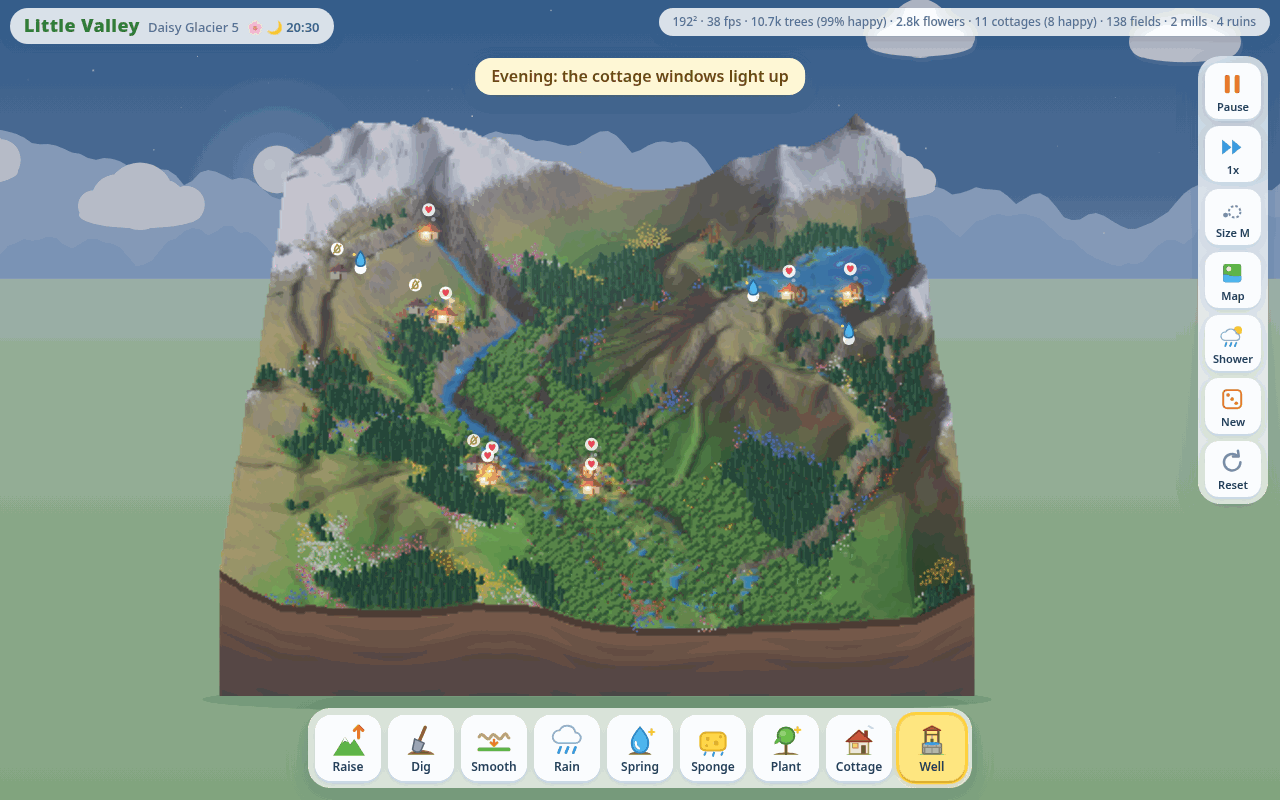 Little Valley Daisy Glacier 5 20:30
192² · 38 fps · 10.7k trees (99% happy) · 2.8k flowers · 11 cottages (8 happy) · 138 fields · 2 mills · 4 ruins
Evening: the cottage windows light up
Pause
1x
Size M
Map
Shower
New
Reset
Raise
Dig
Smooth
Rain
Spring
Sponge
Plant
Cottage
Well